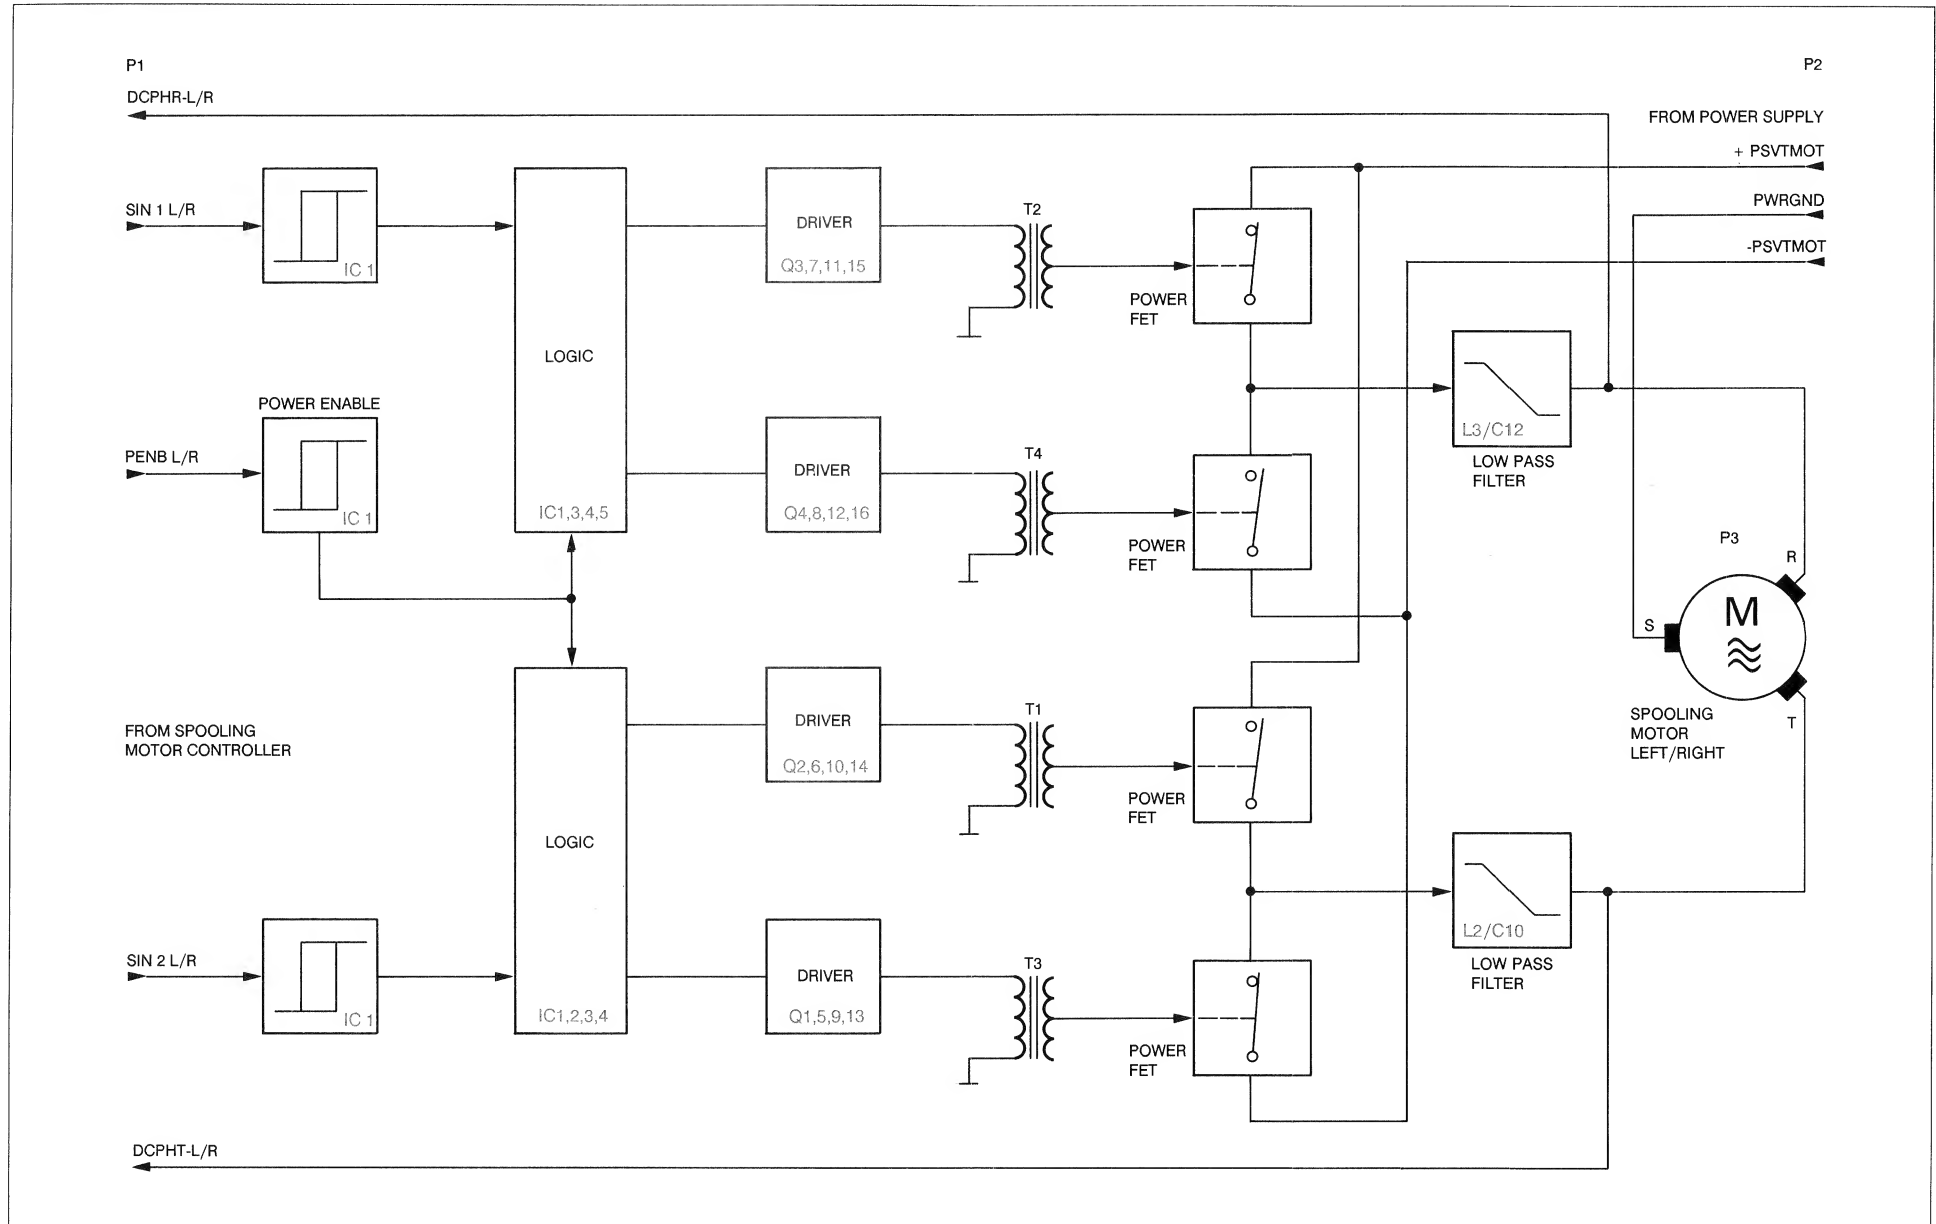 P1
P2
DCPHR-L/R
FROM POWER SUPPLY
+ PSVTMOT
SIN 1 L/R
IC 1
DRIVER
Q3,7,11,15
T2
PWRGND
-PSVTMOT
POWER
FET
LOGIC
IC1,3,4,5
POWER ENABLE
PENB L/R
IC 1
DRIVER
Q4,8,12,16
T4
POWER
FET
L3/C12
LOW PASS
FILTER
P3
R
S
M
T
SPOOLING
MOTOR
LEFT/RIGHT
FROM SPOOLING
MOTOR CONTROLLER
LOGIC
IC1,2,3,4
DRIVER
Q2,6,10,14
T1
POWER
FET
L2/C10
LOW PASS
FILTER
SIN 2 L/R
IC 1
DRIVER
Q1,5,9,13
T3
POWER
FET
DCPHT-L/R